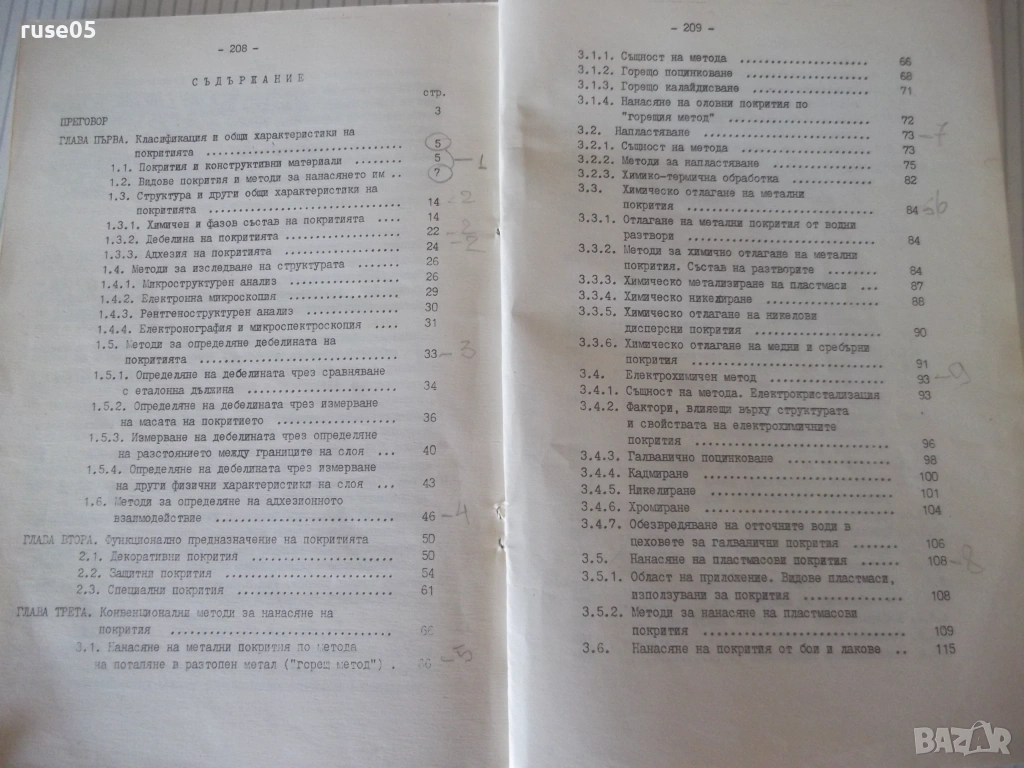 ruse05
- 208 -
СЪДЪРЖАНИЕ
стр.
ПРЕГОВОР 3
ГЛАВА ПЪРВА. Класификация и общи характеристики на
покритията .......................... 5
1.1. Покрития и конструктивни материали ........ 5 - 1
1.2. Видове покрития и методи за нанасянето им .. 7
1.3. Структура и други общи характеристики на
покритията ................................ 14 - 2
1.3.1. Химичен и фазов състав на покритията .... 14
1.3.2. Дебелина на покритията .................. 22 - 2
1.3.3. Адхезия на покритията ................... 24 - 2
1.4. Методи за изследване на структурата ....... 26
1.4.1. Микроструктурен анализ .................. 26
1.4.2. Електронна микроскопия .................. 29
1.4.3. Рентгеноструктурен анализ ............... 30
1.4.4. Електронография и микроспектроскопия .... 31
1.5. Методи за определяне дебелината на
покритията ................................ 33 - 3
1.5.1. Определяне на дебелината чрез сравняване
с еталонна дължина ...................... 34
1.5.2. Определяне на дебелината чрез измерване
на масата на покритието ................. 36
1.5.3. Измерване на дебелината чрез определяне
на разстоянието между границите на слоя . 40
1.5.4. Определяне на дебелината чрез измерване
на други физични характеристики на слоя . 43
1.6. Методи за определяне на адхезионното
взаимодействие ............................ 46 - 4
ГЛАВА ВТОРА. Функционално предназначение на покритията 50
2.1. Декоративни покрития ...................... 50
2.2. Защитни покрития .......................... 54
2.3. Специални покрития ........................ 61
ГЛАВА ТРЕТА. Конвенционални методи за нанасяне на
покрития ............................. 66
3.1. Нанасяне на метални покрития по метода
на потапяне в разтопен метал ("горещ метод") . 66 - 5
- 209 -
3.1.1. Същност на метода ..................... 66
3.1.2. Горещо поцинковане .................... 68
3.1.3. Горещо калайдисване ................... 71
3.1.4. Нанасяне на оловни покрития по
"горещия метод" ....................... 72
3.2. Напластяване ............................ 73 - 7
3.2.1. Същност на метода ..................... 73
3.2.2. Методи за напластяване ................ 75
3.2.3. Химико-термична обработка ............. 82
3.3. Химическо отлагане на метални
покрития ................................ 84
3.3.1. Отлагане на метални покрития от водни
разтвори .............................. 84
3.3.2. Методи за химично отлагане на метални
покрития. Състав на разтворите ........ 84
3.3.3. Химическо метализиране на пластмаси ... 87
3.3.4. Химическо никелиране .................. 88
3.3.5. Химическо отлагане на никелови
дисперсни покрития .................... 90
3.3.6. Химическо отлагане на медни и сребърни
покрития .............................. 91
3.4. Електрохимичен метод .................... 93
3.4.1. Същност на метода. Електрокристализация 93
3.4.2. Фактори, влияещи върху структурата
и свойствата на електрохимичните
покрития .............................. 96
3.4.3. Галванично поцинковане ................ 98
3.4.4. Кадмиране ............................. 100
3.4.5. Никелиране ............................ 101
3.4.6. Хромиране ............................. 104
3.4.7. Обезвредяване на отточните води в
цеховете за галванични покрития ....... 106
3.5. Нанасяне на пластмасови покрития ........ 108 - 8
3.5.1. Област на приложение. Видове пластмаси,
използувани за покрития ............... 108
3.5.2. Методи за нанасяне на пластмасови
покрития .............................. 109
3.6. Нанасяне на покрития от бои и лакове .. 115
BAZAR